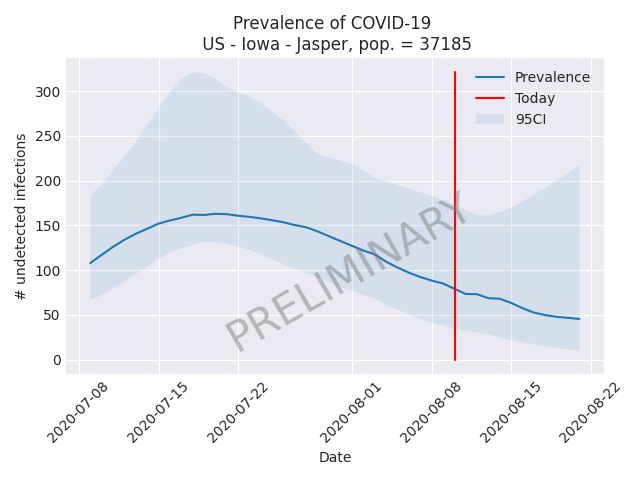 Prevalence of COVID-19
US - Iowa - Jasper, pop. = 37185
# undetected infections
300
250
200
150
100
50
0
Prevalence
Today
95CI
PRELIMINARY
2020-07-08
2020-07-15
2020-07-22
2020-08-01
2020-08-08
2020-08-15
2020-08-22
Date